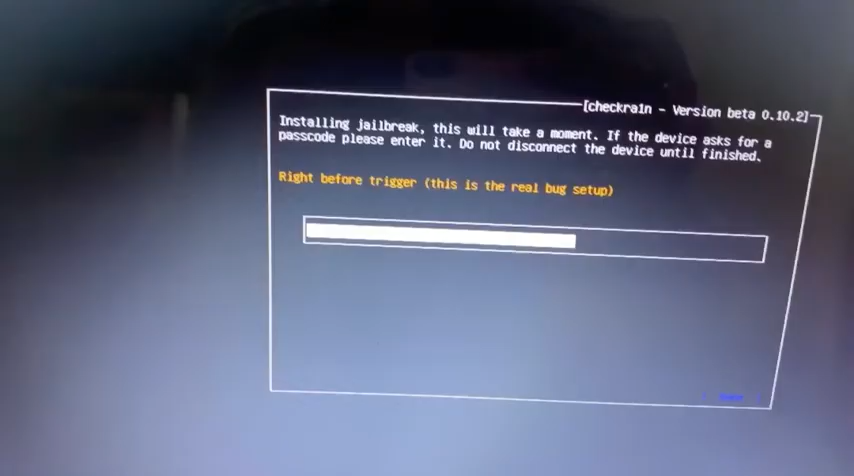 [checkra1n - Version beta 0.10.2]
Installing jailbreak, this will take a moment. If the device asks for a
passcode please enter it. Do not disconnect the device until finished.
Right before trigger (this is the real bug setup)